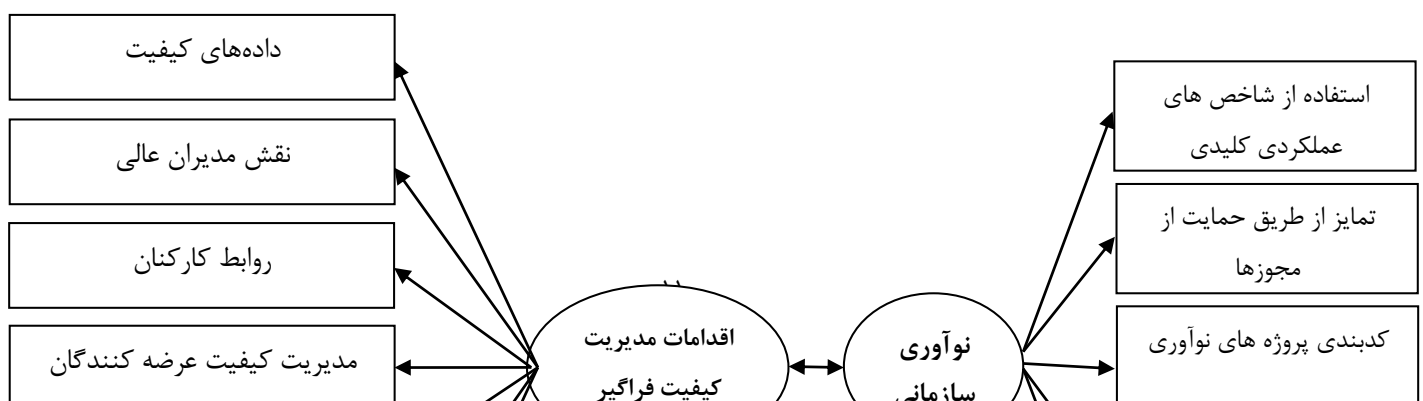 داده‌های کیفیت
استفاده از شاخص های
عملکردی کلیدی
نقش مدیران عالی
تمایز از طریق حمایت از
مجوزها
روابط کارکنان
اقدامات مدیریت
کیفیت فراگیر
نوآوری
سازمانی
کدبندی پروژه های نوآوری
مدیریت کیفیت عرضه کنندگان